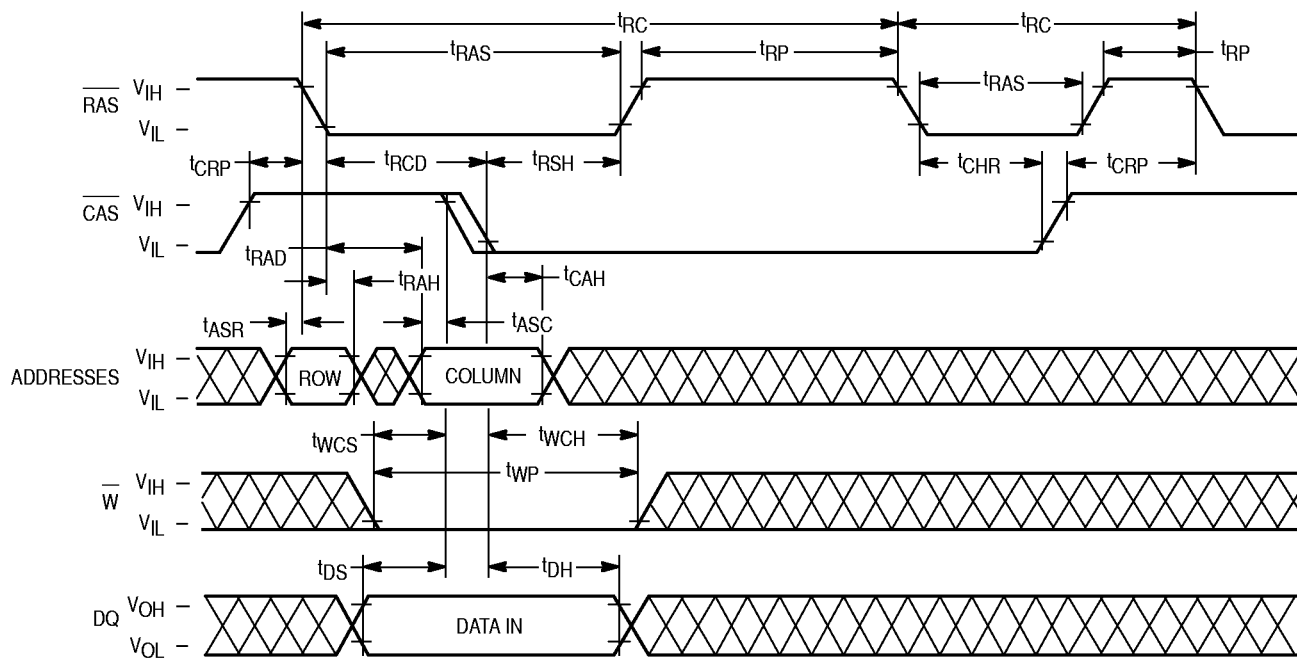 tRC tRC
tRAS tRP tRP
RAS VIH tRAS
VIL
tCRP tRCD tRSH tCHR tCRP
CAS VIH
VIL
tRAD
tRAH tCAH
tASR tASC
ADDRESSES VIH
ROW COLUMN
VIL
tWCS tWCH
tWP
W VIH
VIL
tDS tDH
DQ VOH
DATA IN
VOL